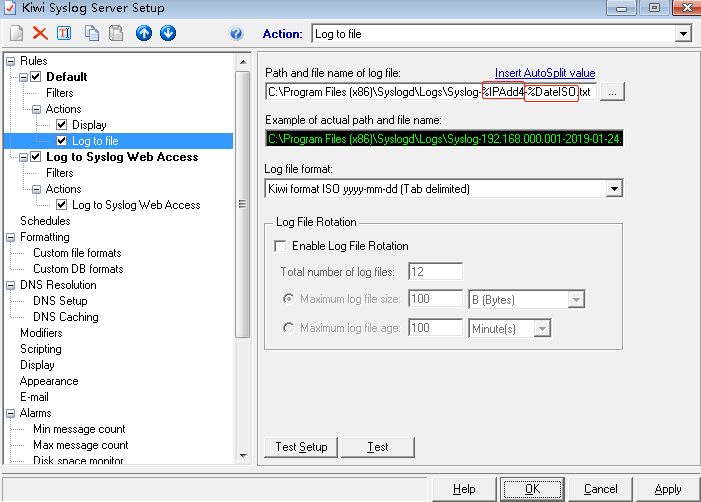 Kiwi Syslog Server Setup
Action: Log to file
Rules
Default
Filters
Actions
Display
Log to file
Log to Syslog Web Access
Filters
Actions
Log to Syslog Web Access
Schedules
Formatting
Custom file formats
Custom DB formats
DNS Resolution
DNS Setup
DNS Caching
Modifiers
Scripting
Display
Appearance
E-mail
Alarms
Min message count
Max message count
Disk space monitor
Path and file name of log file: Insert AutoSplit value
C:\Program Files (x86)\Syslogd\Logs\Syslog-%IPAdd4-%DateISO.txt ...
Example of actual path and file name:
C:\Program Files (x86)\Syslogd\Logs\Syslog-192.168.000.001-2019-01-24.
Log file format:
Kiwi format ISO yyyy-mm-dd (Tab delimited)
Log File Rotation
Enable Log File Rotation
Total number of log files: 12
Maximum log file size: 100 B (Bytes)
Maximum log file age: 100 Minute(s)
Test Setup Test
Help OK Cancel Apply